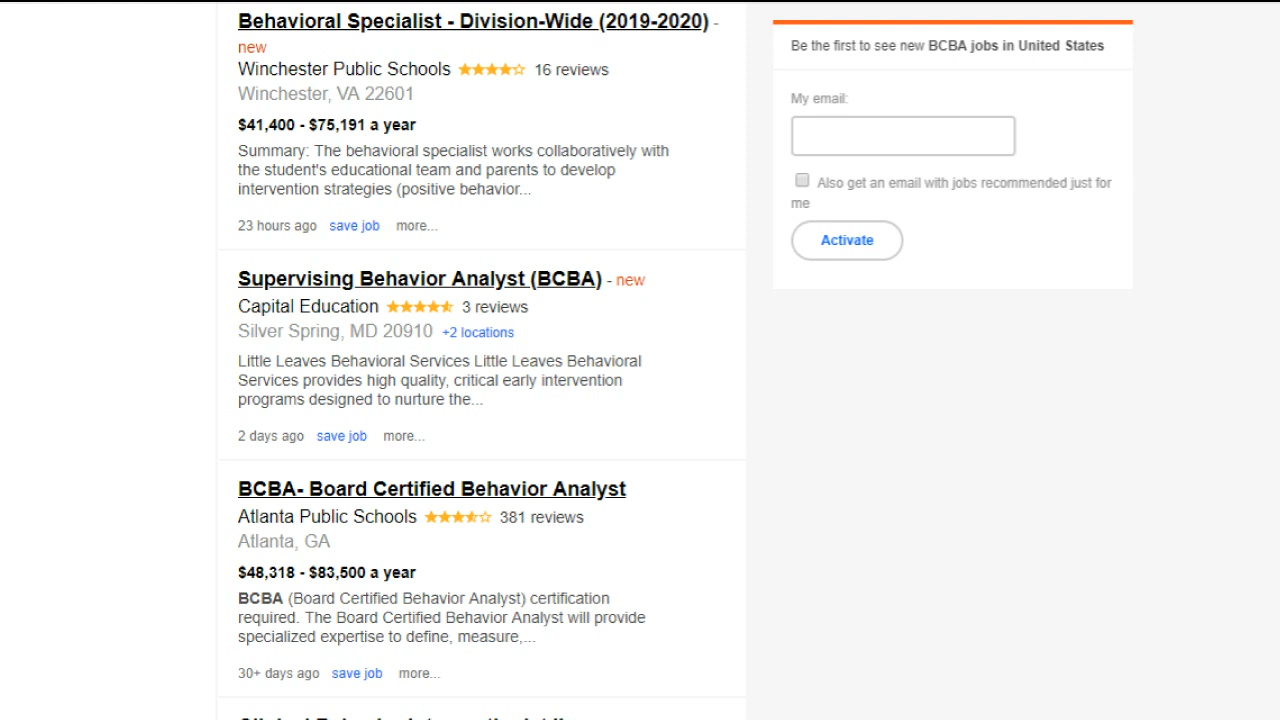 Behavioral Specialist - Division-Wide (2019-2020) -
new
Winchester Public Schools 16 reviews
Winchester, VA 22601
$41,400 - $75,191 a year
Summary: The behavioral specialist works collaboratively with
the student's educational team and parents to develop
intervention strategies (positive behavior...
23 hours ago save job more...
Supervising Behavior Analyst (BCBA) - new
Capital Education 3 reviews
Silver Spring, MD 20910 +2 locations
Little Leaves Behavioral Services Little Leaves Behavioral
Services provides high quality, critical early intervention
programs designed to nurture the...
2 days ago save job more...
BCBA- Board Certified Behavior Analyst
Atlanta Public Schools 381 reviews
Atlanta, GA
$48,318 - $83,500 a year
BCBA (Board Certified Behavior Analyst) certification
required. The Board Certified Behavior Analyst will provide
specialized expertise to define, measure,...
30+ days ago save job more...
Be the first to see new BCBA jobs in United States
My email:
Also get an email with jobs recommended just for
me
Activate